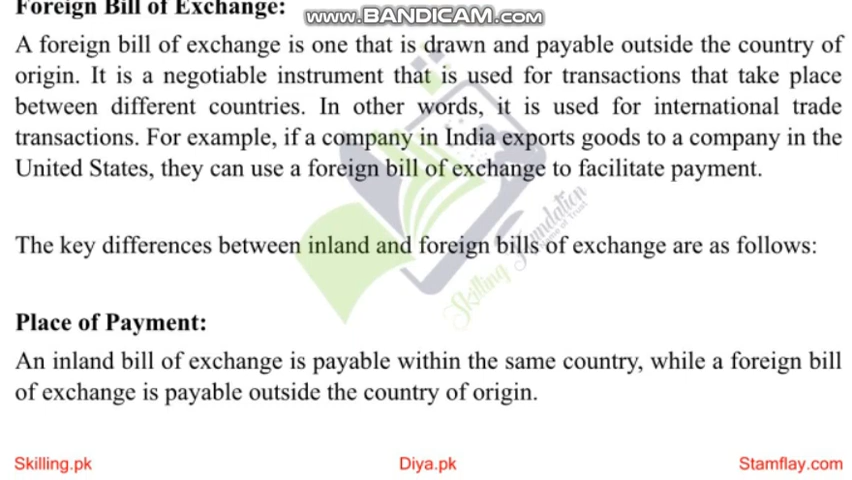 Foreign Bill of Exchange:
www.BANDICAM.com
A foreign bill of exchange is one that is drawn and payable outside the country of
origin. It is a negotiable instrument that is used for transactions that take place
between different countries. In other words, it is used for international trade
transactions. For example, if a company in India exports goods to a company in the
United States, they can use a foreign bill of exchange to facilitate payment.
The key differences between inland and foreign bills of exchange are as follows:
Skilling Foundation
Place of Payment:
An inland bill of exchange is payable within the same country, while a foreign bill
of exchange is payable outside the country of origin.
Skilling.pk Diya.pk Stamflay.com